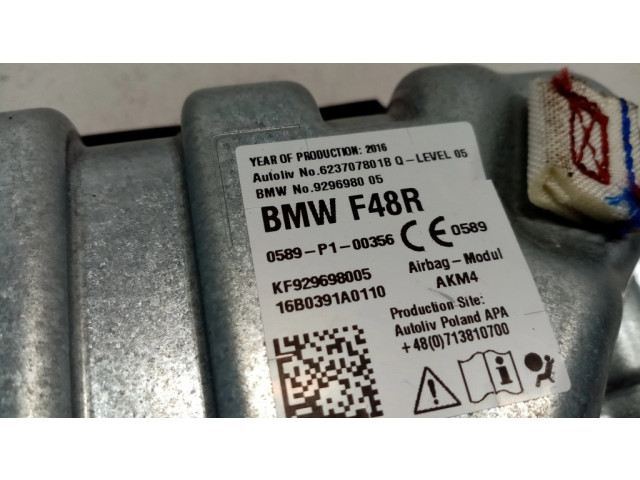 YEAR OF PRODUCTION: 2016
Autoliv No.623707801B Q-LEVEL 05
BMW No.9296980 05
BMW F48R
0589-P1-00356 CE 0589
KF929698005
16B0391A0110
Airbag-Modul
AKM4
Production Site:
Autoliv Poland APA
+48(0)713810700